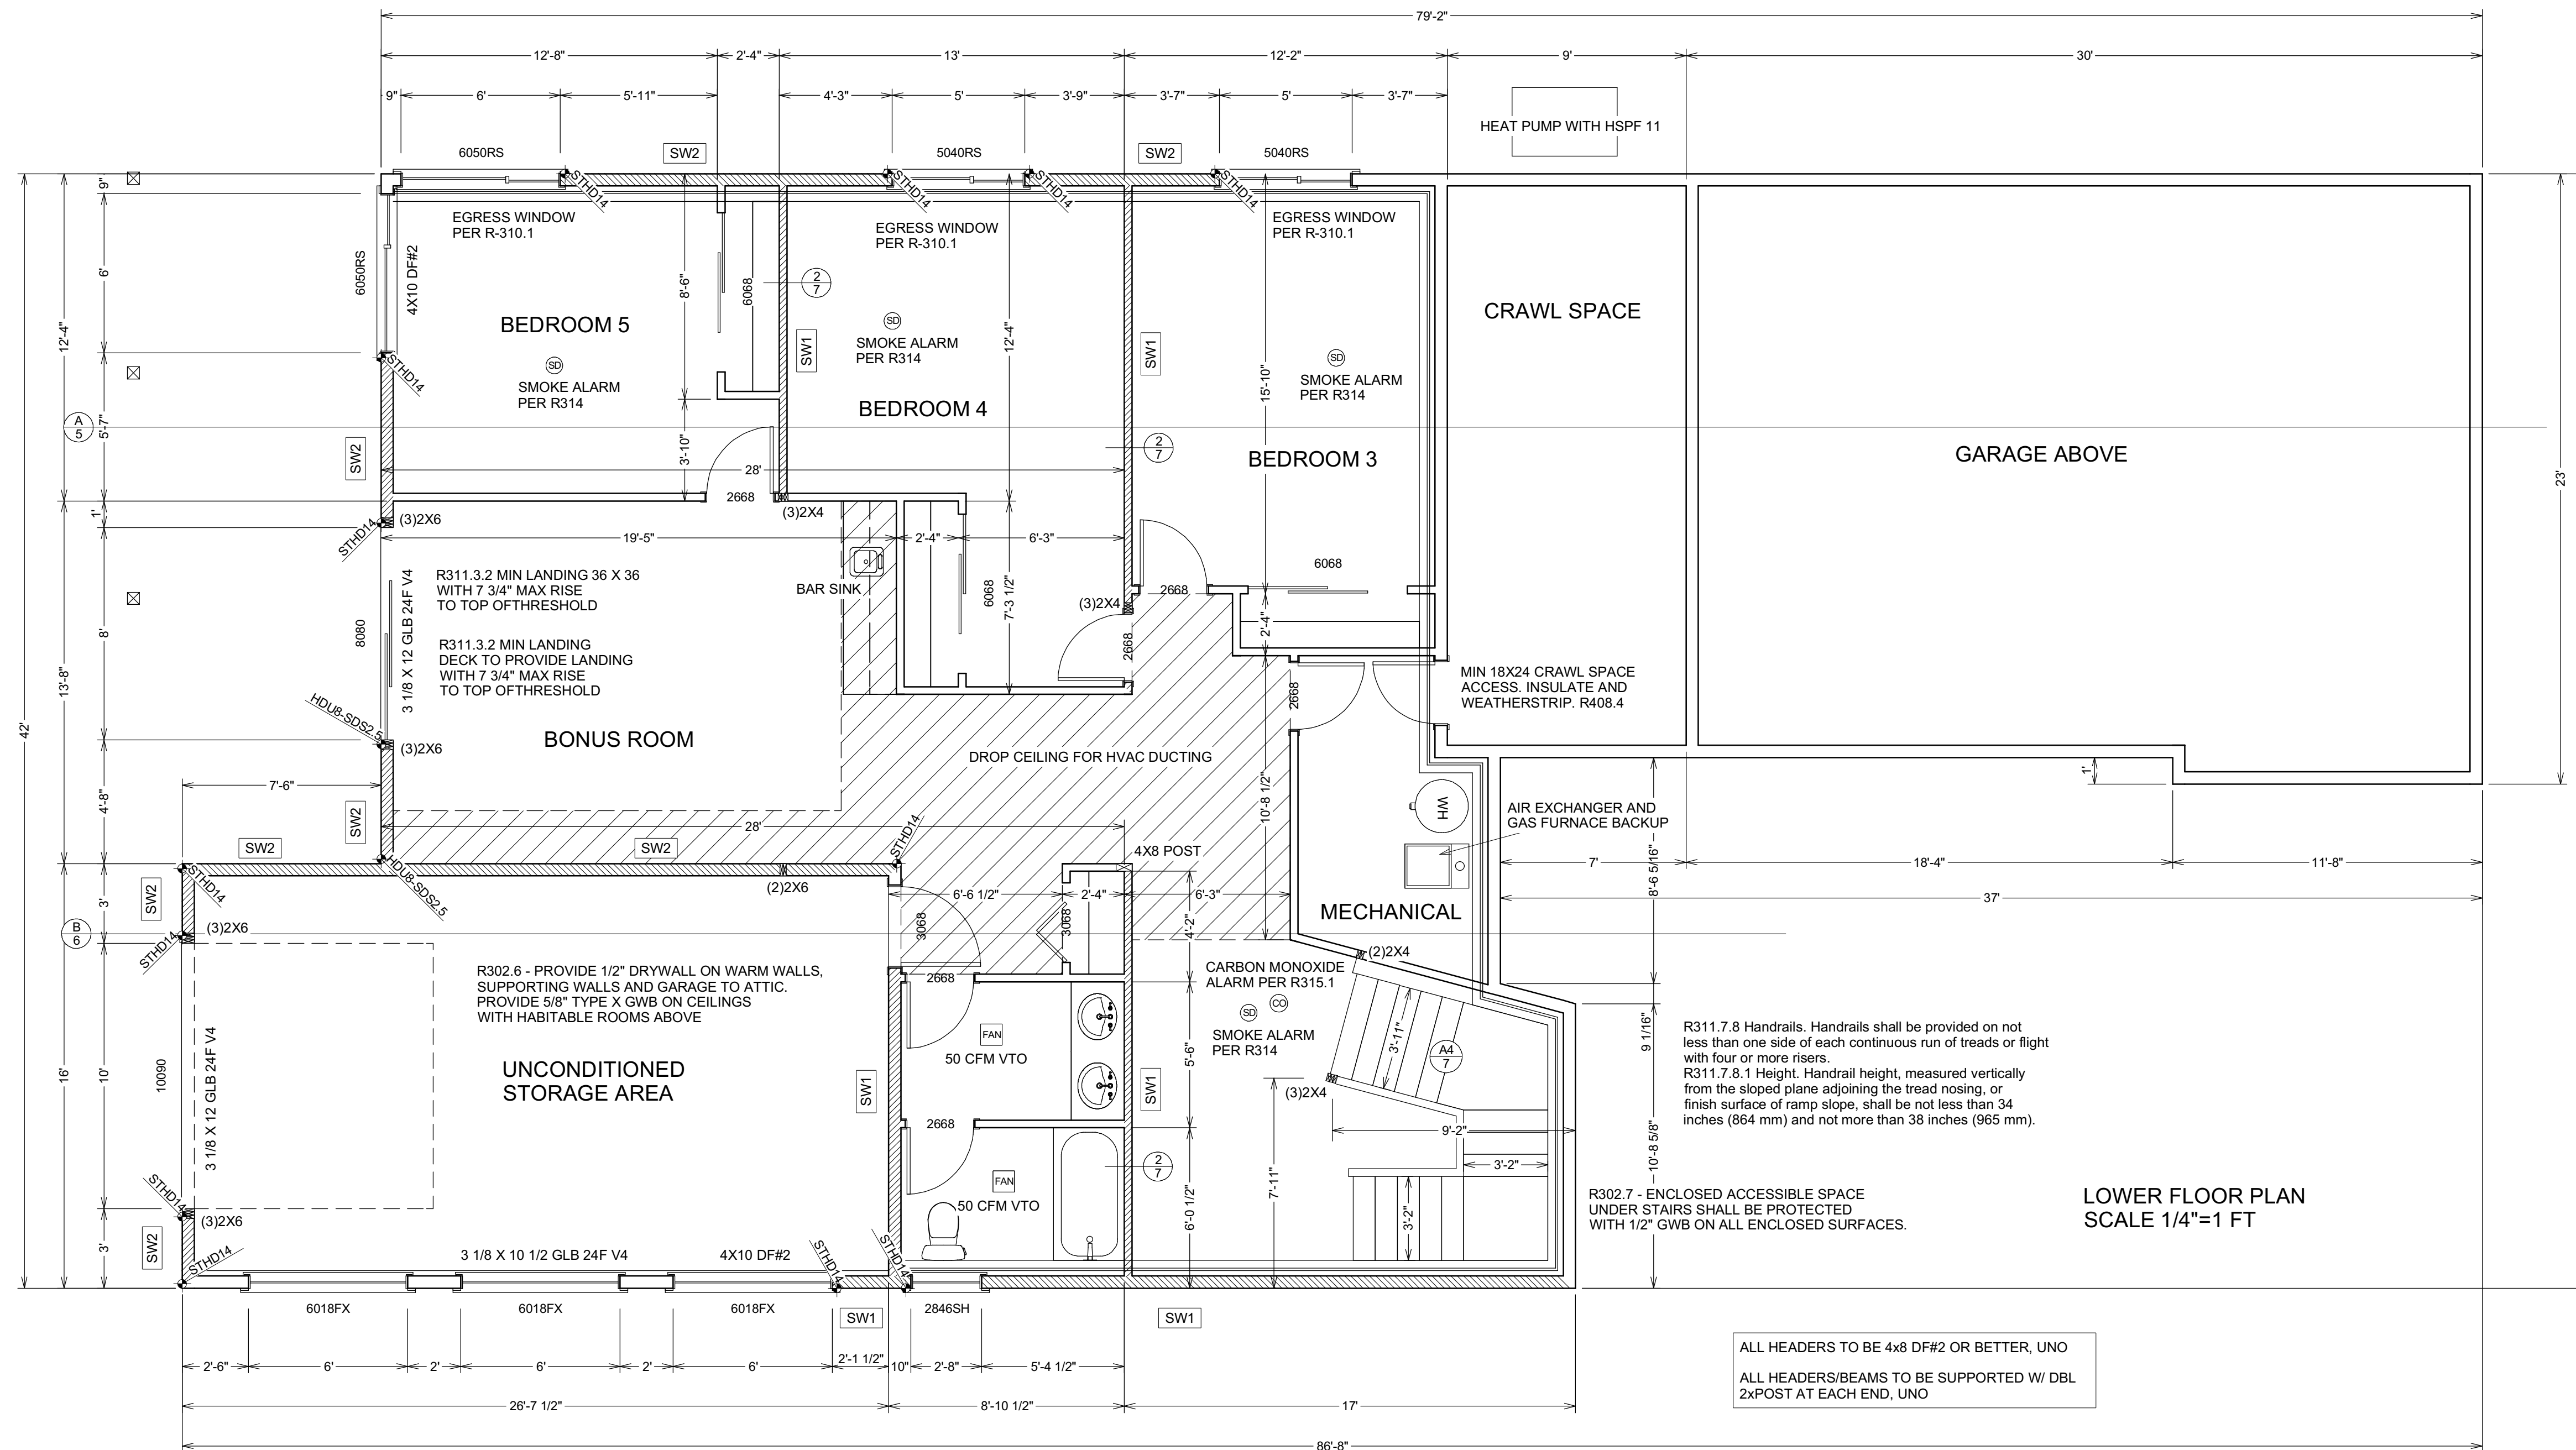 79'-2"
12'-8"
2'-4"
13'
12'-2"
9'
30'
9"
6'
5'-11"
4'-3"
5'
3'-9"
3'-7"
5'
3'-7"
HEAT PUMP WITH HSPF 11
6050RS
SW2
5040RS
SW2
5040RS
9"
STHD14
STHD14
STHD14
STHD14
EGRESS WINDOW
PER R-310.1
EGRESS WINDOW
PER R-310.1
EGRESS WINDOW
PER R-310.1
6'
6050RS
4X10 DF#2
8'-6"
6068
2
7
CRAWL SPACE
BEDROOM 5
SD
SMOKE ALARM
PER R314
SW1
SD
SMOKE ALARM
PER R314
12'-4"
SW1
SD
SMOKE ALARM
PER R314
12'-4"
STHD14
15'-10"
BEDROOM 4
A
5
5'-7"
SW2
3'-10"
2
7
BEDROOM 3
GARAGE ABOVE
23'
28'
2668
(3)2X4
1'
STHD14
(3)2X6
19'-5"
2'-4"
6'-3"
R311.3.2 MIN LANDING 36 X 36
WITH 7 3/4" MAX RISE
TO TOP OFTHRESHOLD
BAR SINK
6068
7'-3 1/2"
(3)2X4
2668
6068
8'
8080
3 1/8 X 12 GLB 24F V4
R311.3.2 MIN LANDING
DECK TO PROVIDE LANDING
WITH 7 3/4" MAX RISE
TO TOP OFTHRESHOLD
2668
2'-4"
13'-8"
42'
HDU8-SDS2.5
(3)2X6
BONUS ROOM
2668
MIN 18X24 CRAWL SPACE
ACCESS. INSULATE AND
WEATHERSTRIP. R408.4
DROP CEILING FOR HVAC DUCTING
10'-8 1/2"
1'
7'-6"
4'-8"
SW2
WH
AIR EXCHANGER AND
GAS FURNACE BACKUP
28'
STHD14
SW2
SW2
4X8 POST
8'-6 5/16"
7'
18'-4"
11'-8"
STHD14
HDU8-SDS2.5
(2)2X6
SW2
3'
6'-6 1/2"
2'-4"
6'-3"
37'
MECHANICAL
B
6
STHD14
(3)2X6
3068
3068
4'-2"
(2)2X4
R302.6 - PROVIDE 1/2" DRYWALL ON WARM WALLS,
SUPPORTING WALLS AND GARAGE TO ATTIC.
PROVIDE 5/8" TYPE X GWB ON CEILINGS
WITH HABITABLE ROOMS ABOVE
2668
CARBON MONOXIDE
ALARM PER R315.1
CO
SD
SMOKE ALARM
PER R314
FAN
50 CFM VTO
5'-6"
3'-11"
A4
7
9 1/16"
R311.7.8 Handrails. Handrails shall be provided on not
less than one side of each continuous run of treads or flight
with four or more risers.
R311.7.8.1 Height. Handrail height, measured vertically
from the sloped plane adjoining the tread nosing, or
finish surface of ramp slope, shall be not less than 34
inches (864 mm) and not more than 38 inches (965 mm).
16'
10'
10090
3 1/8 X 12 GLB 24F V4
UNCONDITIONED
STORAGE AREA
SW1
SW1
(3)2X4
2668
9'-2"
10'-8 5/8"
2
7
3'-2"
7'-11"
FAN
50 CFM VTO
6'-0 1/2"
3'-2"
R302.7 - ENCLOSED ACCESSIBLE SPACE
UNDER STAIRS SHALL BE PROTECTED
WITH 1/2" GWB ON ALL ENCLOSED SURFACES.
LOWER FLOOR PLAN
SCALE 1/4"=1 FT
STHD14
(3)2X6
3'
SW2
STHD14
3 1/8 X 10 1/2 GLB 24F V4
4X10 DF#2
STHD14
STHD14
6018FX
6018FX
6018FX
SW1
2846SH
SW1
2'-6"
6'
2'
6'
2'
6'
2'-1 1/2"
10"
2'-8"
5'-4 1/2"
ALL HEADERS TO BE 4x8 DF#2 OR BETTER, UNO
ALL HEADERS/BEAMS TO BE SUPPORTED W/ DBL
2xPOST AT EACH END, UNO
26'-7 1/2"
8'-10 1/2"
17'
86'-8"